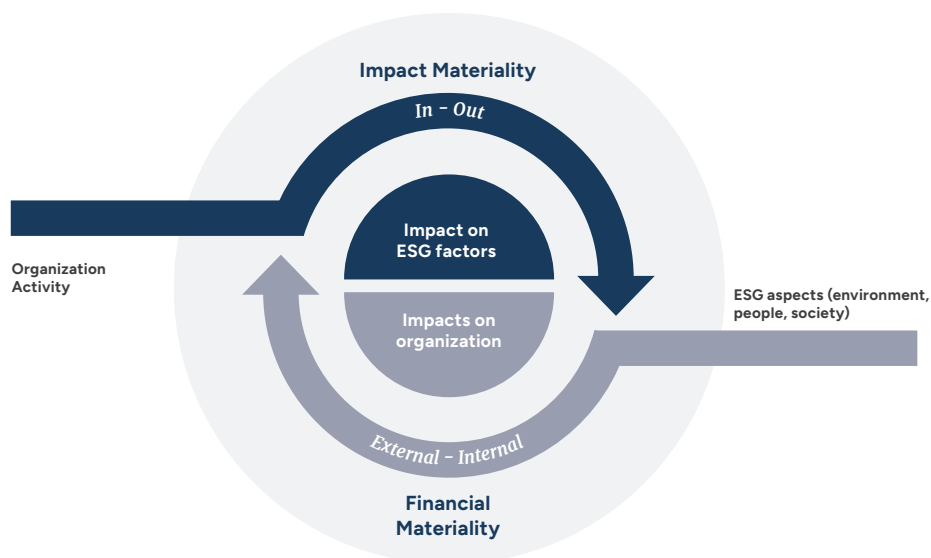 Impact Materiality
In – Out
Impact on
ESG factors
Organization
Activity
ESG aspects (environment,
people, society)
Impacts on
organization
External – Internal
Financial
Materiality